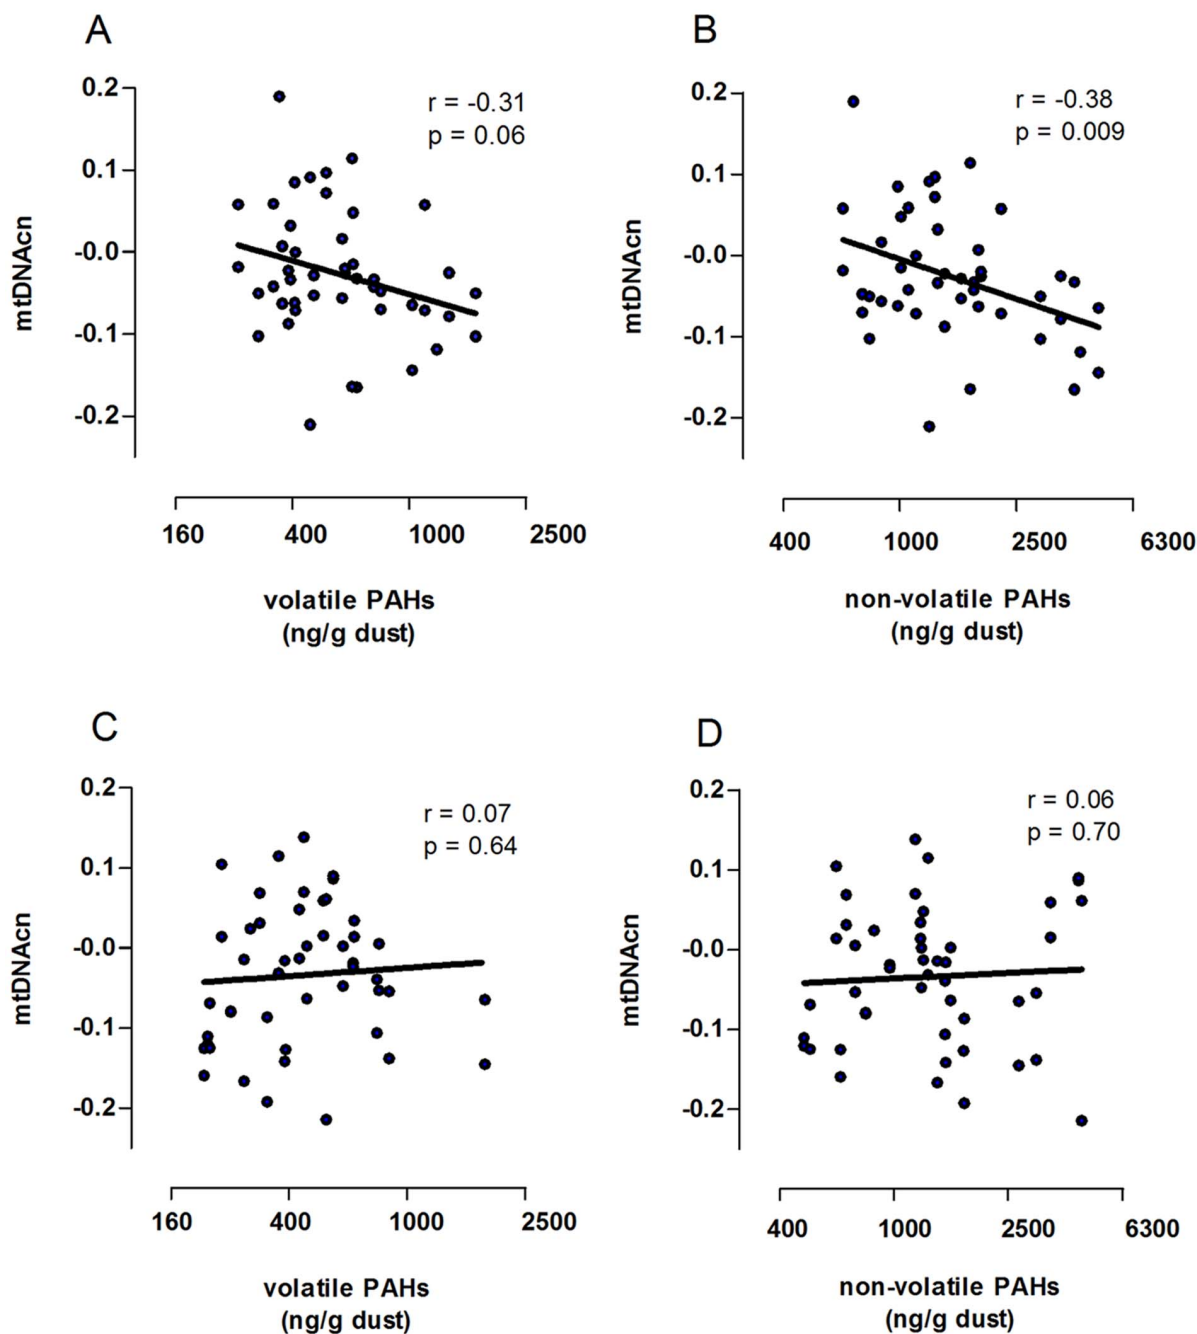 A
0.2
0.1
-0.0
-0.1
-0.2
mtDNAcn
r = -0.31
p = 0.06
160 400 1000 2500
volatile PAHs
(ng/g dust)
B
0.2
0.1
-0.0
-0.1
-0.2
mtDNAcn
r = -0.38
p = 0.009
400 1000 2500 6300
non-volatile PAHs
(ng/g dust)
C
0.2
0.1
-0.0
-0.1
-0.2
mtDNAcn
r = 0.07
p = 0.64
160 400 1000 2500
volatile PAHs
(ng/g dust)
D
0.2
0.1
-0.0
-0.1
-0.2
mtDNAcn
r = 0.06
p = 0.70
400 1000 2500 6300
non-volatile PAHs
(ng/g dust)